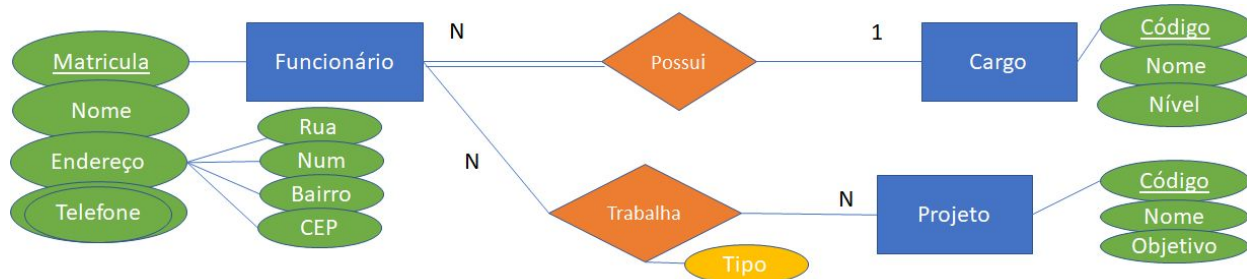 Matricula
Nome
Endereço
Telefone
Rua
Num
Bairro
CEP
Funcionário
N
Possui
1
Cargo
Código
Nome
Nível
N
Trabalha
Tipo
N
Projeto
Código
Nome
Objetivo